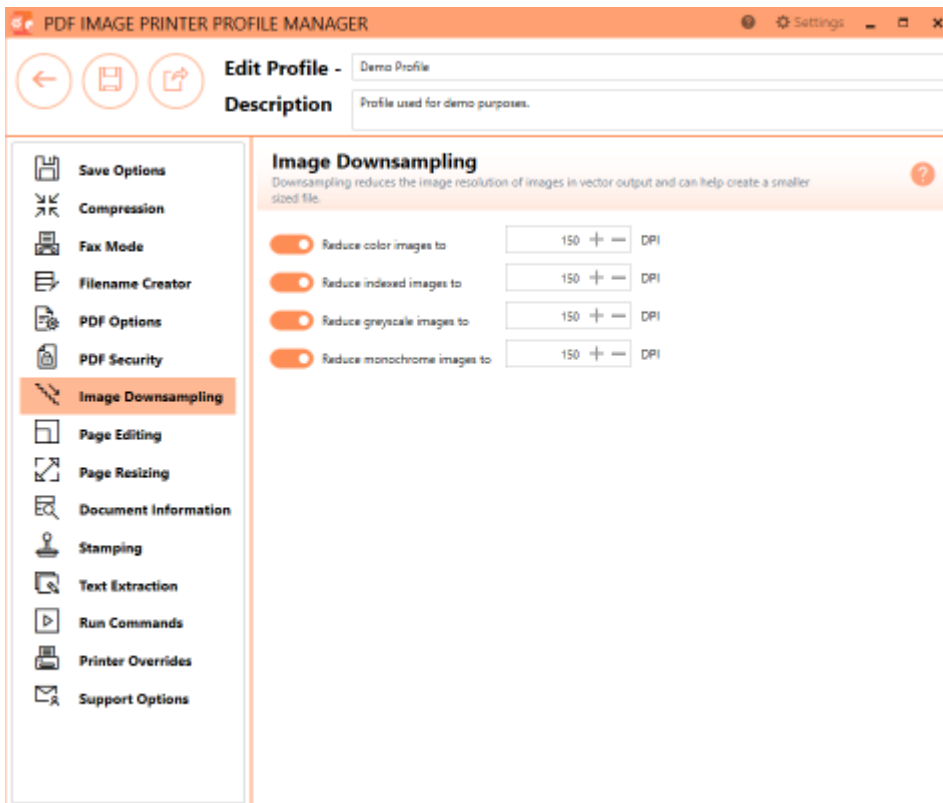 PDF IMAGE PRINTER PROFILE MANAGER
Settings
Edit Profile - Demo Profile
Description Profile used for demo purposes.
Save Options
Compression
Fax Mode
Filename Creator
PDF Options
PDF Security
Image Downsampling
Page Editing
Page Resizing
Document Information
Stamping
Text Extraction
Run Commands
Printer Overrides
Support Options
Image Downsampling
Downsampling reduces the image resolution of images in vector output and can help create a smaller
sized file.
?
Reduce color images to 150 + — DPI
Reduce indexed images to 150 + — DPI
Reduce greyscale images to 150 + — DPI
Reduce monochrome images to 150 + — DPI